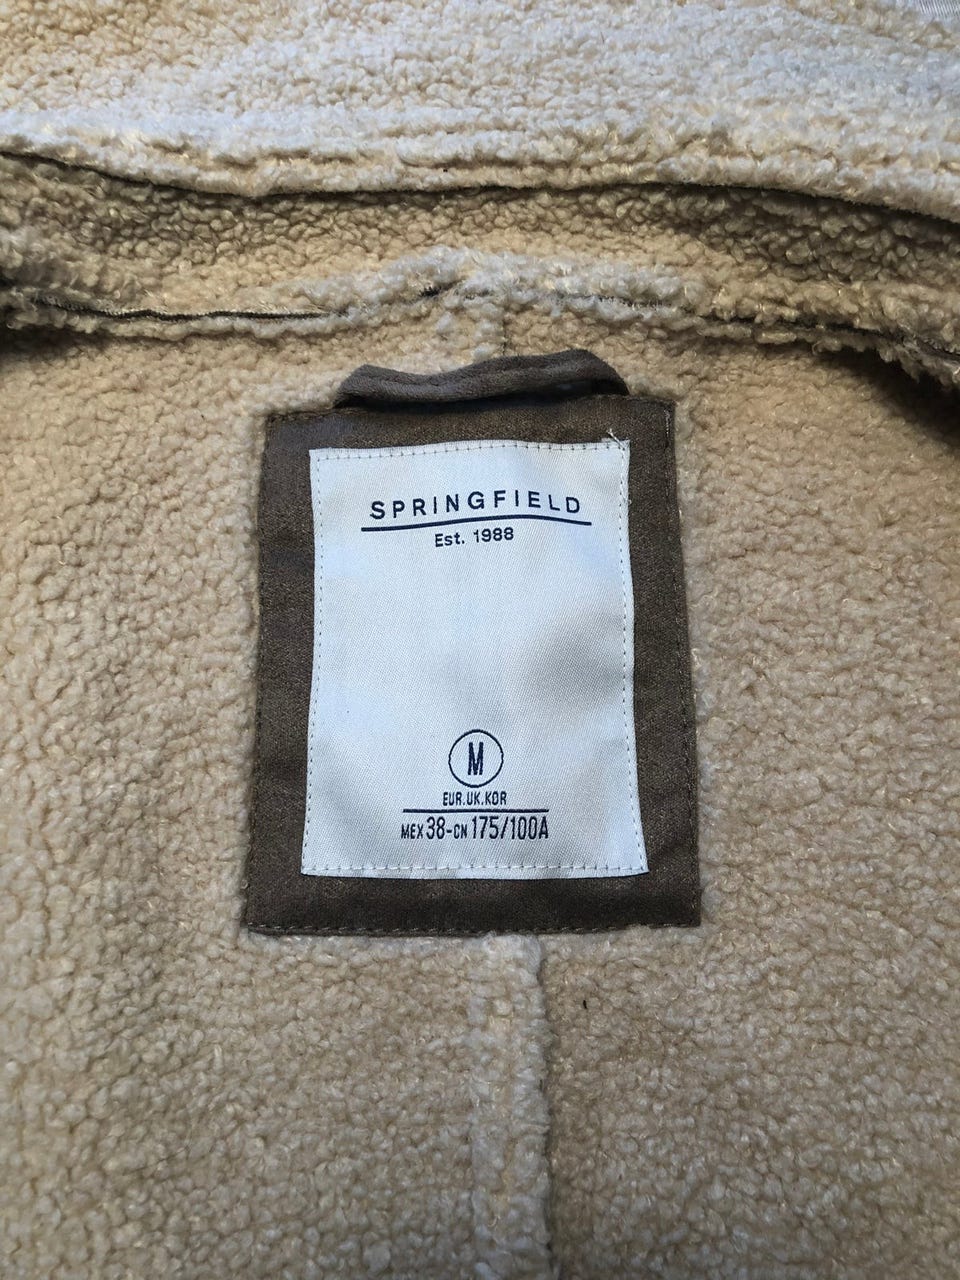 SPRINGFIELD
Est. 1988
M
EUR.UK.KOR
MEX 38-CN 175/100A